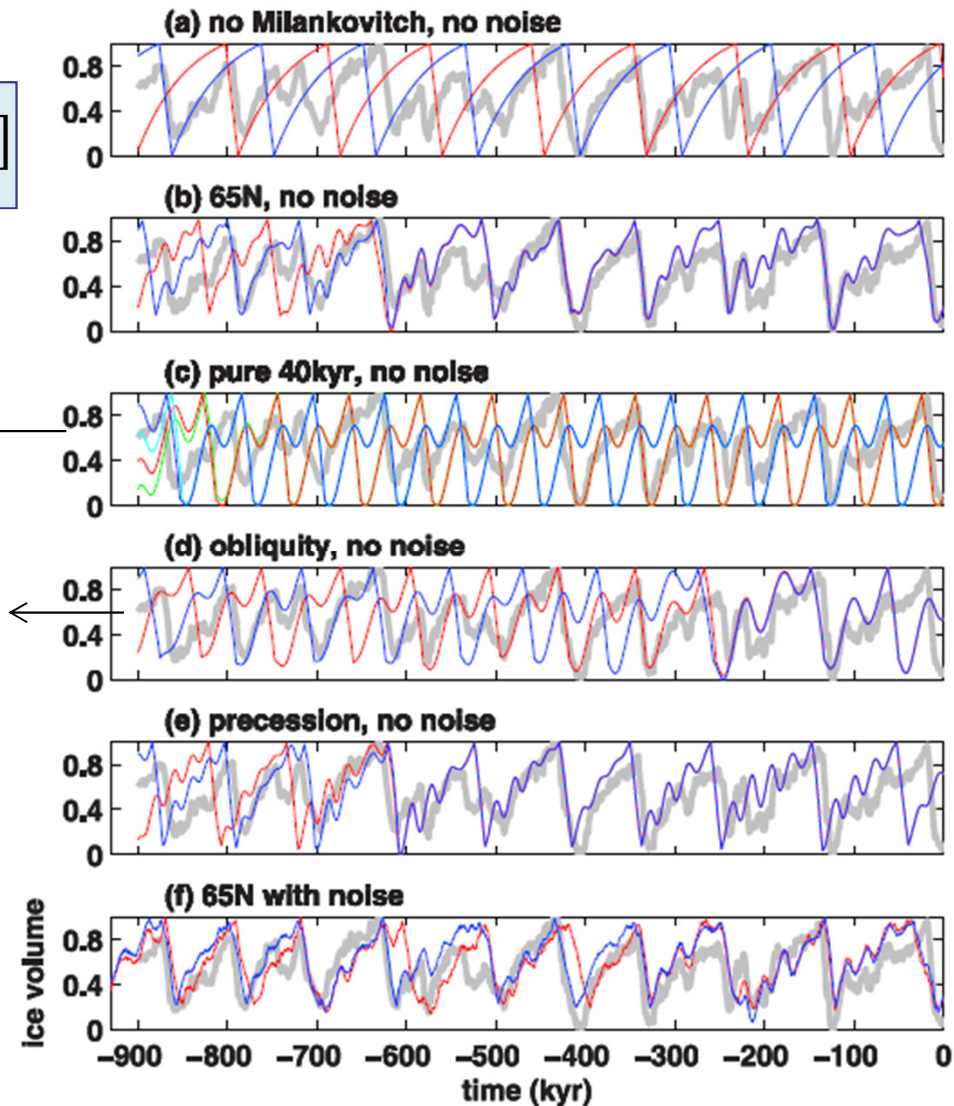 (a) no Milankovitch, no noise
0.8
0.4
0
]
(b) 65N, no noise
0.8
0.4
0
(c) pure 40kyr, no noise
0.8
0.4
0
(d) obliquity, no noise
0.8
0.4
0
(e) precession, no noise
0.8
0.4
0
(f) 65N with noise
0.8
0.4
0
ice volume
−900 −800 −700 −600 −500 −400 −300 −200 −100 0
time (kyr)